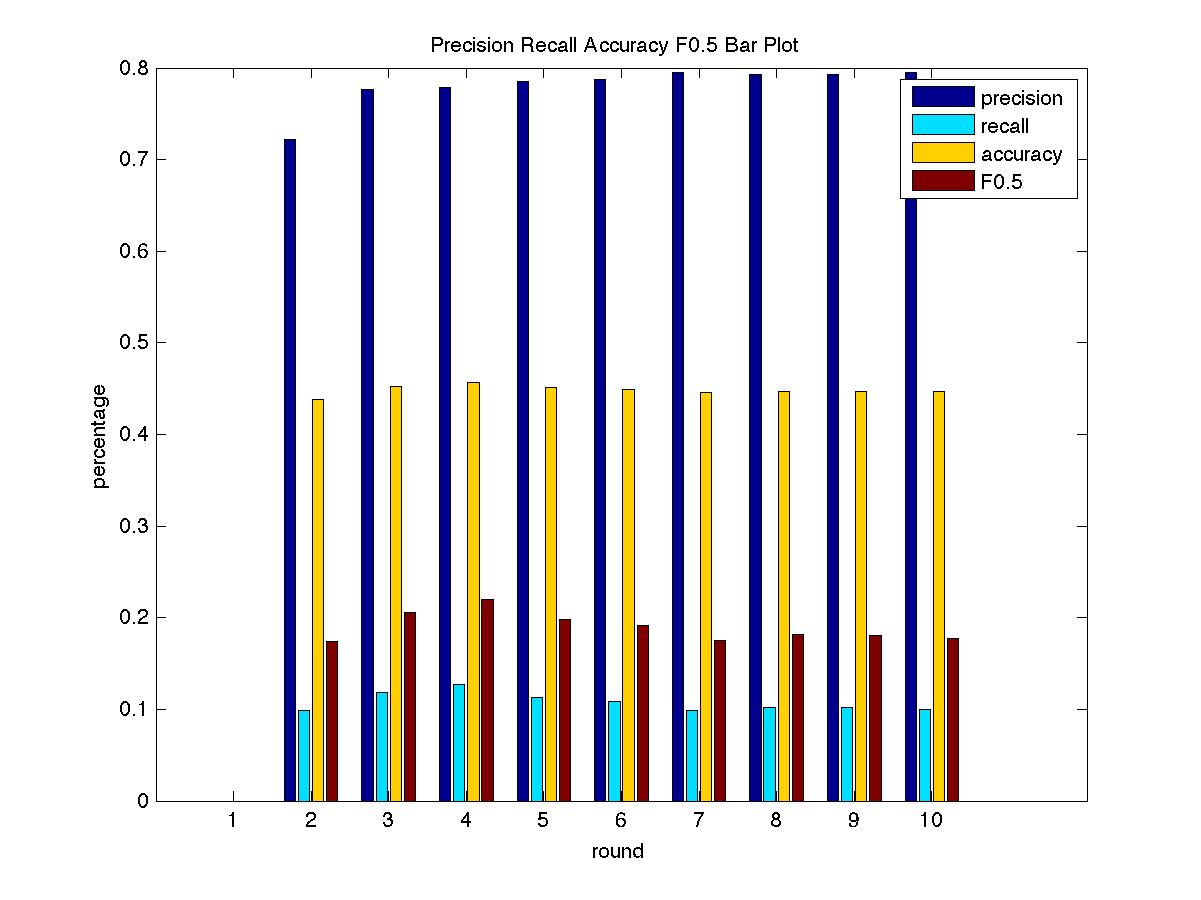 Precision Recall Accuracy F0.5 Bar Plot
0.8
0.7
0.6
0.5
0.4
0.3
0.2
0.1
0
percentage
precision
recall
accuracy
F0.5
1 2 3 4 5 6 7 8 9 10
round